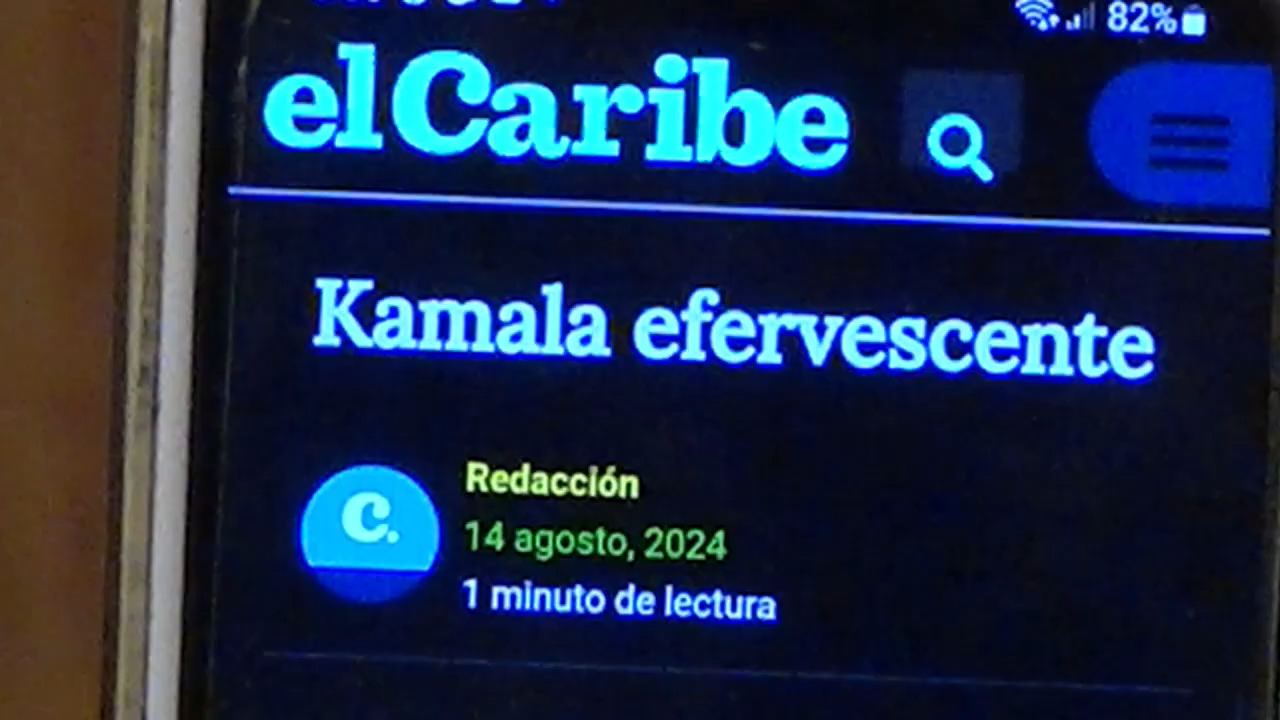 82%
elCaribe
Kamala efervescente
c.
Redacción
14 agosto, 2024
1 minuto de lectura